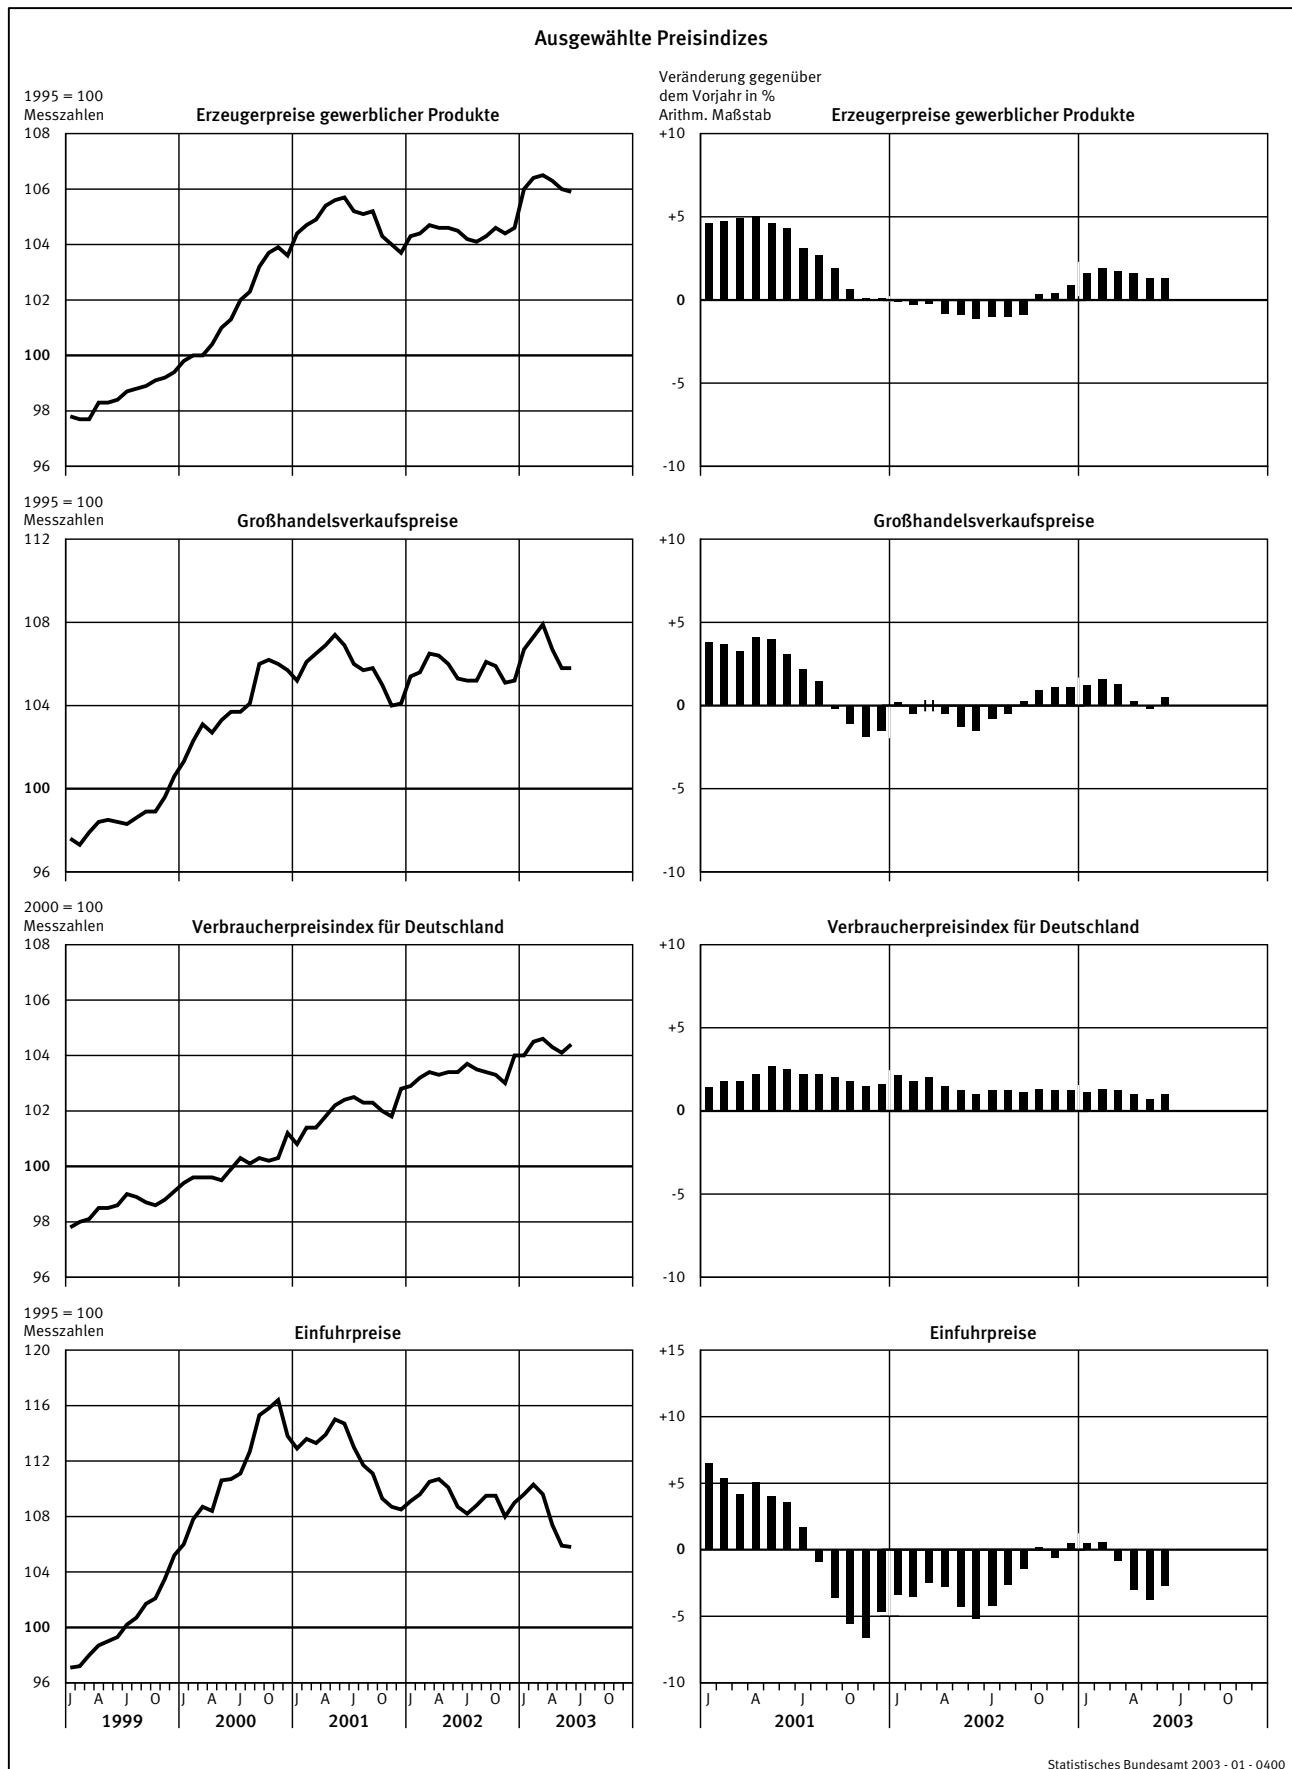 Ausgewählte Preisindizes
1995 = 100
Messzahlen
Erzeugerpreise gewerblicher Produkte
108
106
104
102
100
98
96
Veränderung gegenüber
dem Vorjahr in %
Arithm. Maßstab
Erzeugerpreise gewerblicher Produkte
+10
+5
0
-5
-10
1995 = 100
Messzahlen
Großhandelsverkaufspreise
112
108
104
100
96
Großhandelsverkaufspreise
+10
+5
0
-5
-10
2000 = 100
Messzahlen
Verbraucherpreisindex für Deutschland
108
106
104
102
100
98
96
Verbraucherpreisindex für Deutschland
+10
+5
0
-5
-10
1995 = 100
Messzahlen
Einfuhrpreise
120
116
112
108
104
100
96
J A J O J A J O J A J O J A J O J A J O
1999 2000 2001 2002 2003
Einfuhrpreise
+15
+10
+5
0
-5
-10
J A J O J A J O J A J O
2001 2002 2003
Statistisches Bundesamt 2003 - 01 - 0400